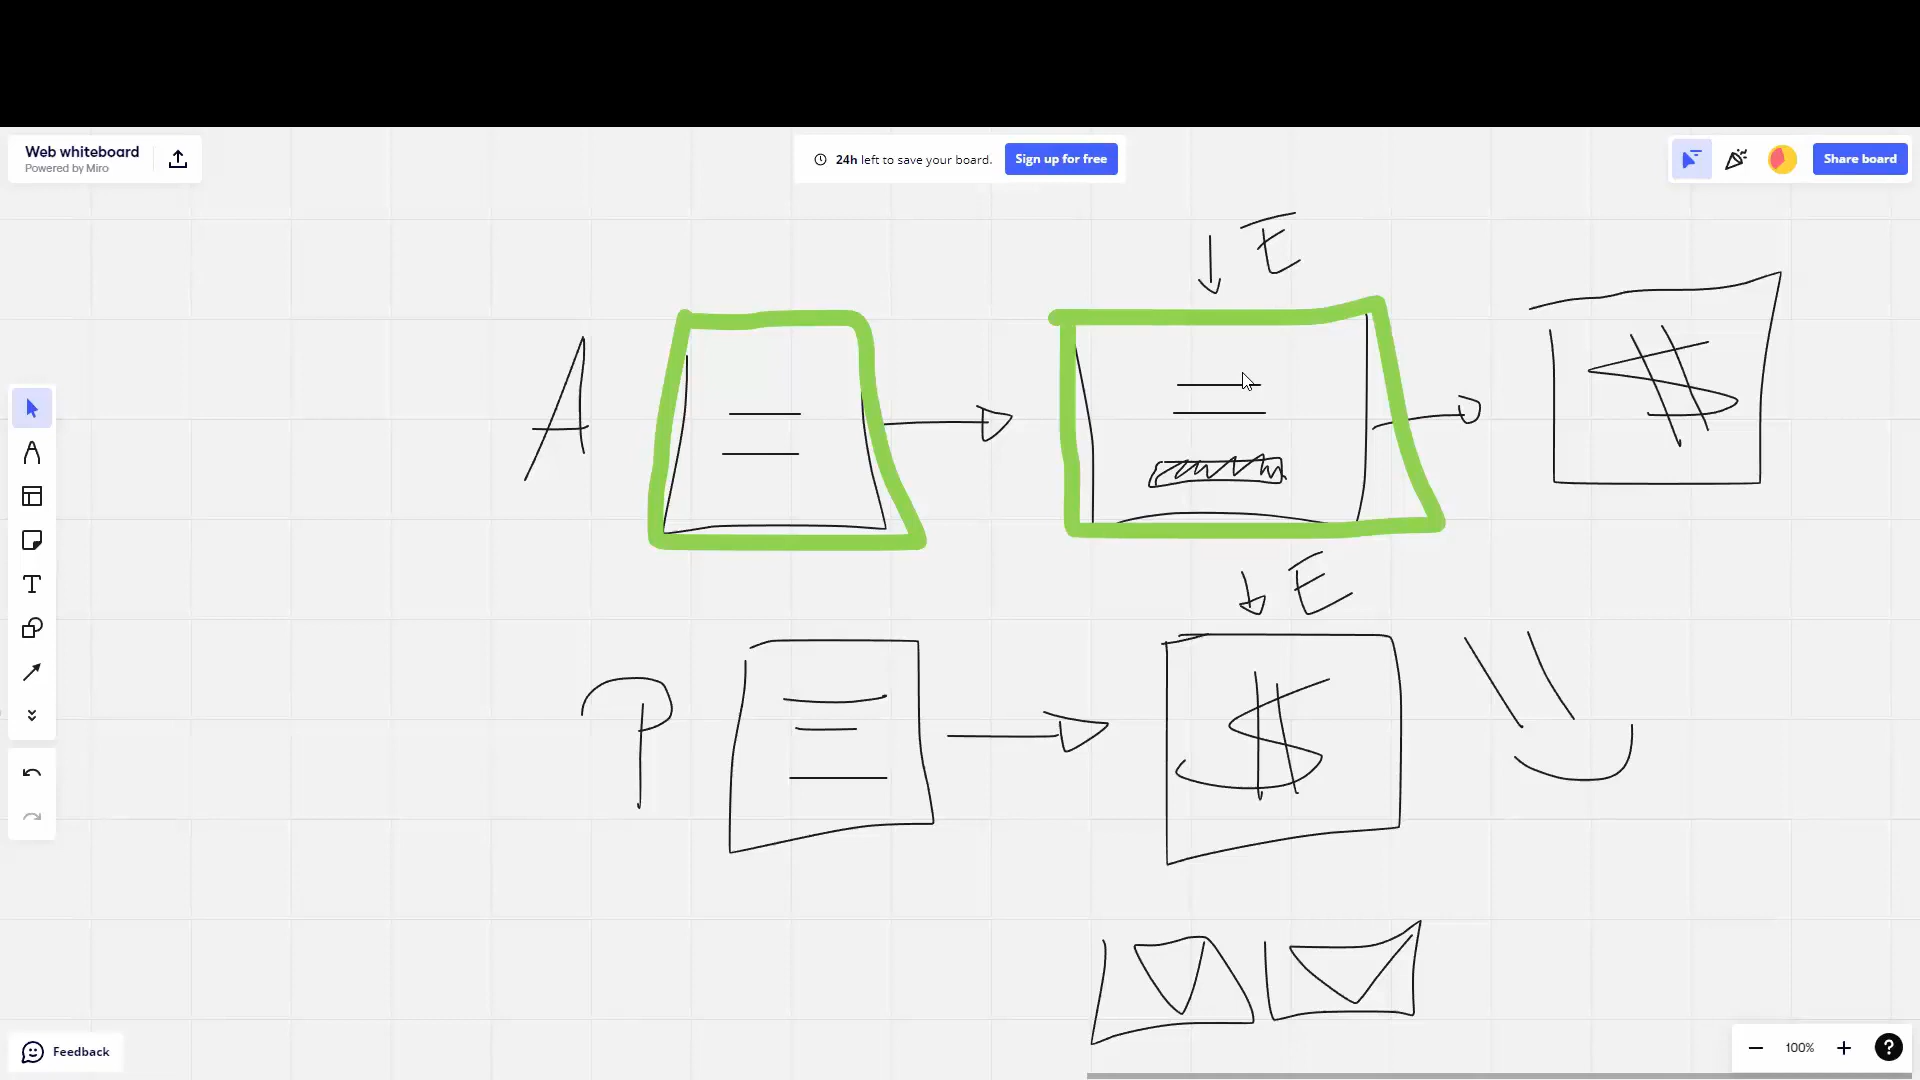 Web whiteboard
Powered by Miro
24h left to save your board.
Sign up for free
Share board
E
A
$
E
P
$
T
Feedback
100%
?